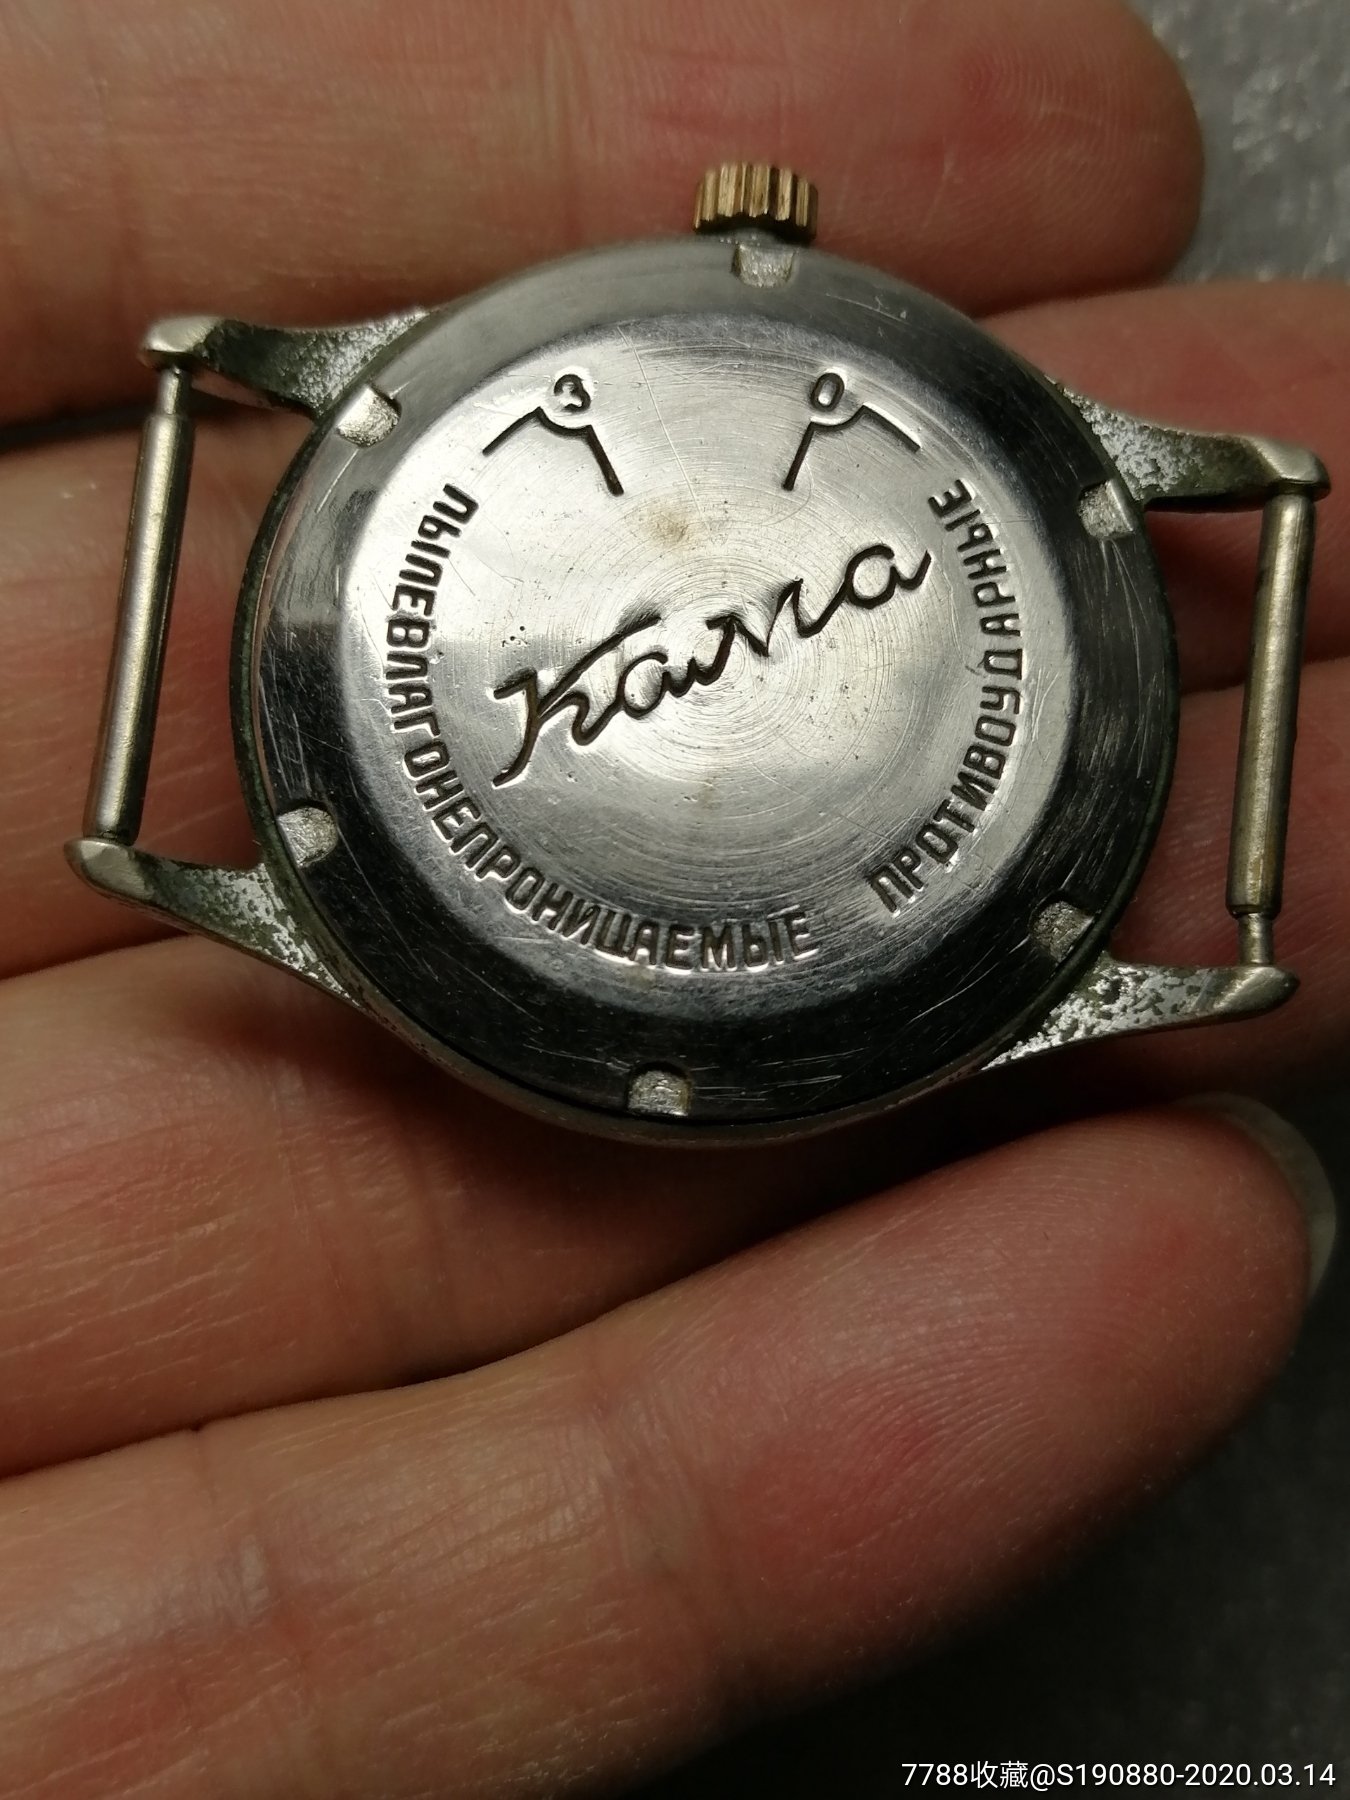 З О
Кама
ПЫЛЕВЛАГОНЕПРОНИЦАЕМЫЕ
ПРОТИВОУДАРНЫЕ
7788收藏@S190880-2020.03.14